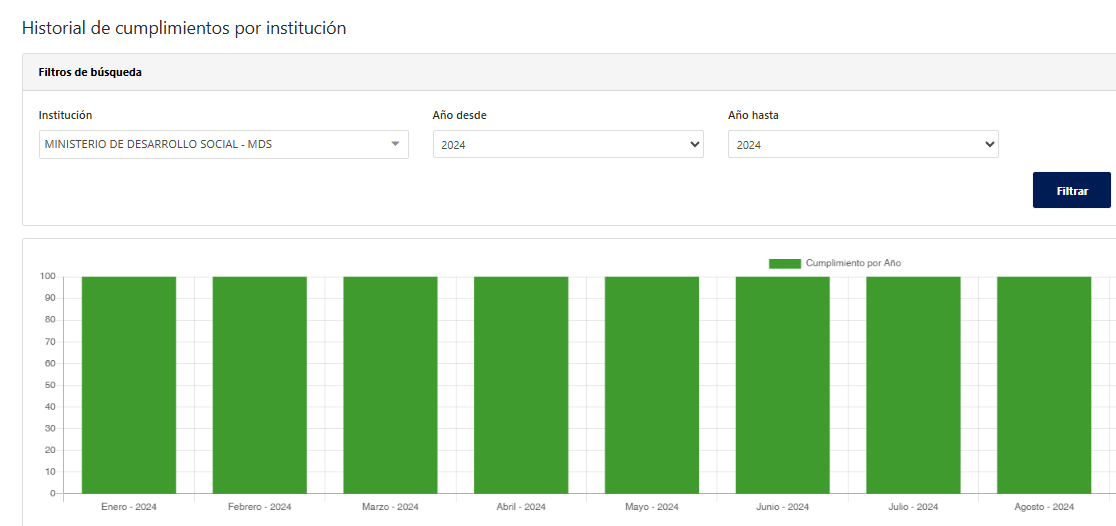 Historial de cumplimientos por institución
Filtros de búsqueda
Institución Año desde Año hasta
MINISTERIO DE DESARROLLO SOCIAL - MDS 2024 2024
Filtrar
Cumplimiento por Año
100
90
80
70
60
50
40
30
20
10
0
Enero - 2024 Febrero - 2024 Marzo - 2024 Abril - 2024 Mayo - 2024 Junio - 2024 Julio - 2024 Agosto - 2024